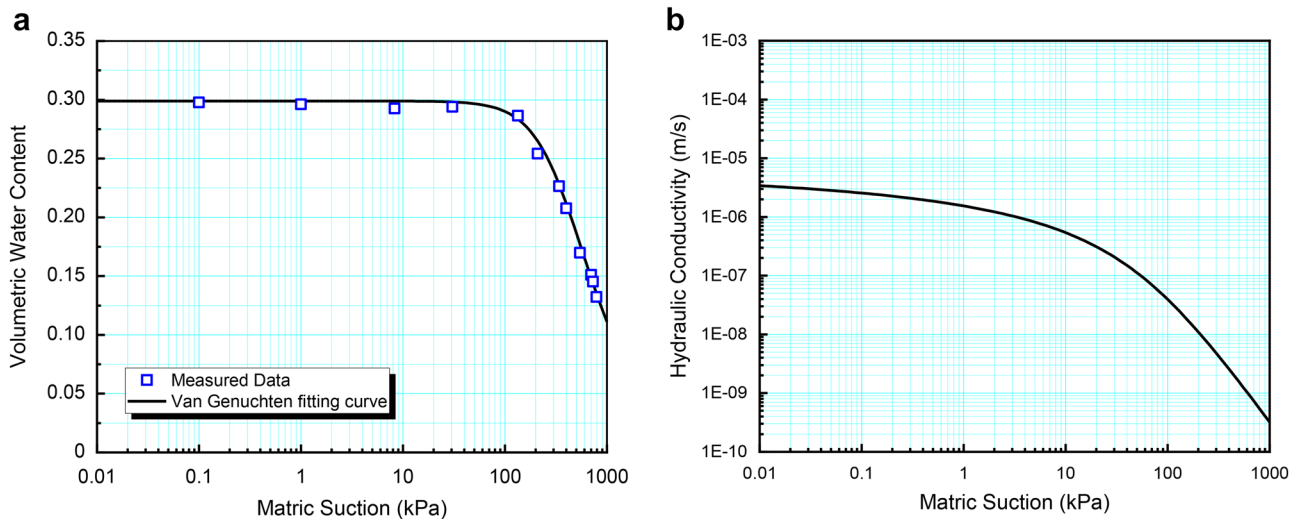 a
0.35
0.30
0.25
0.20
0.15
0.10
0.05
0
Volumetric Water Content
Measured Data
Van Genuchten fitting curve
0.01 0.1 1 10 100 1000
Matric Suction (kPa)
b
1E-03
1E-04
1E-05
1E-06
1E-07
1E-08
1E-09
1E-10
Hydraulic Conductivity (m/s)
0.01 0.1 1 10 100 1000
Matric Suction (kPa)